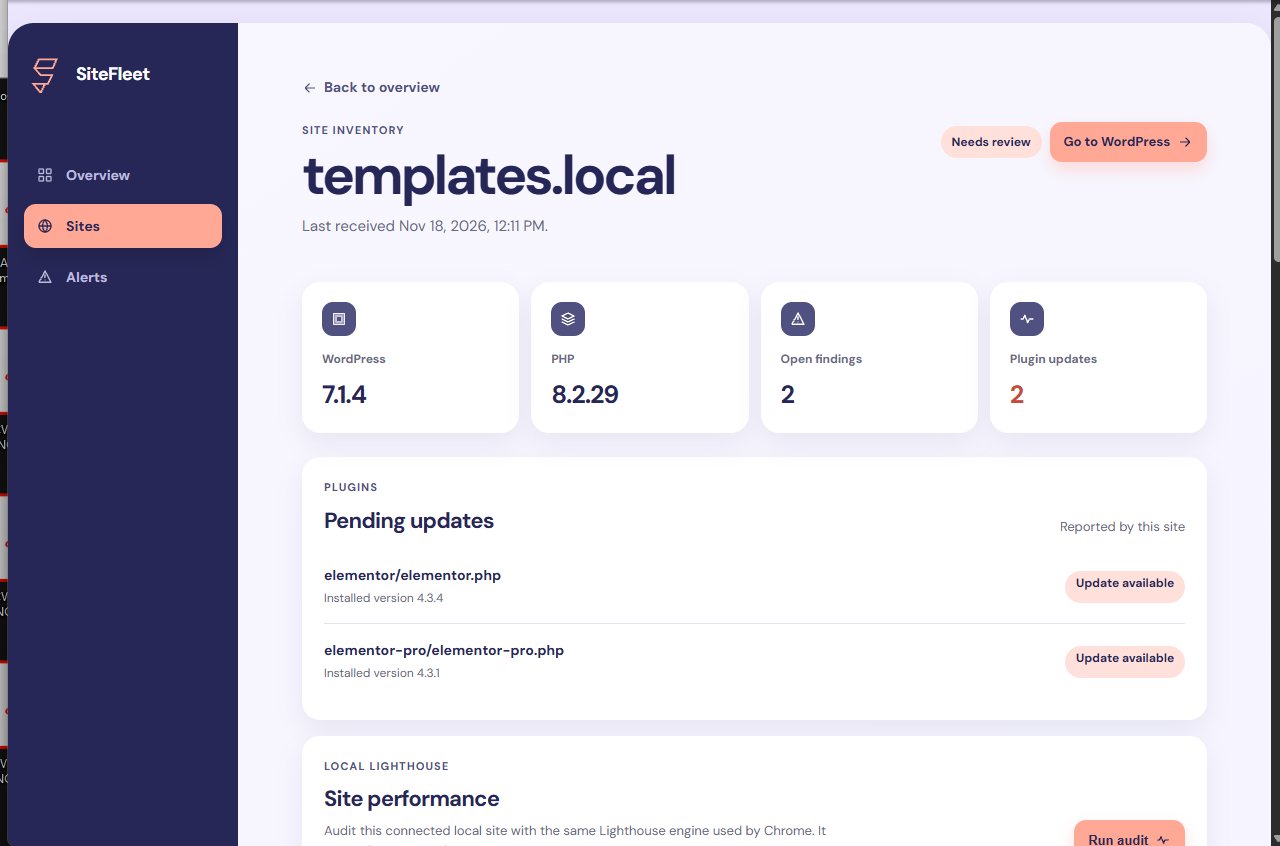 SiteFleet
Overview
Sites
Alerts
Back to overview
SITE INVENTORY
templates.local
Last received Nov 18, 2026, 12:11 PM.
Needs review
Go to WordPress
WordPress
7.1.4
PHP
8.2.29
Open findings
2
Plugin updates
2
PLUGINS
Pending updates
Reported by this site
elementor/elementor.php
Installed version 4.3.4
Update available
elementor-pro/elementor-pro.php
Installed version 4.3.1
Update available
LOCAL LIGHTHOUSE
Site performance
Audit this connected local site with the same Lighthouse engine used by Chrome. It
Run audit